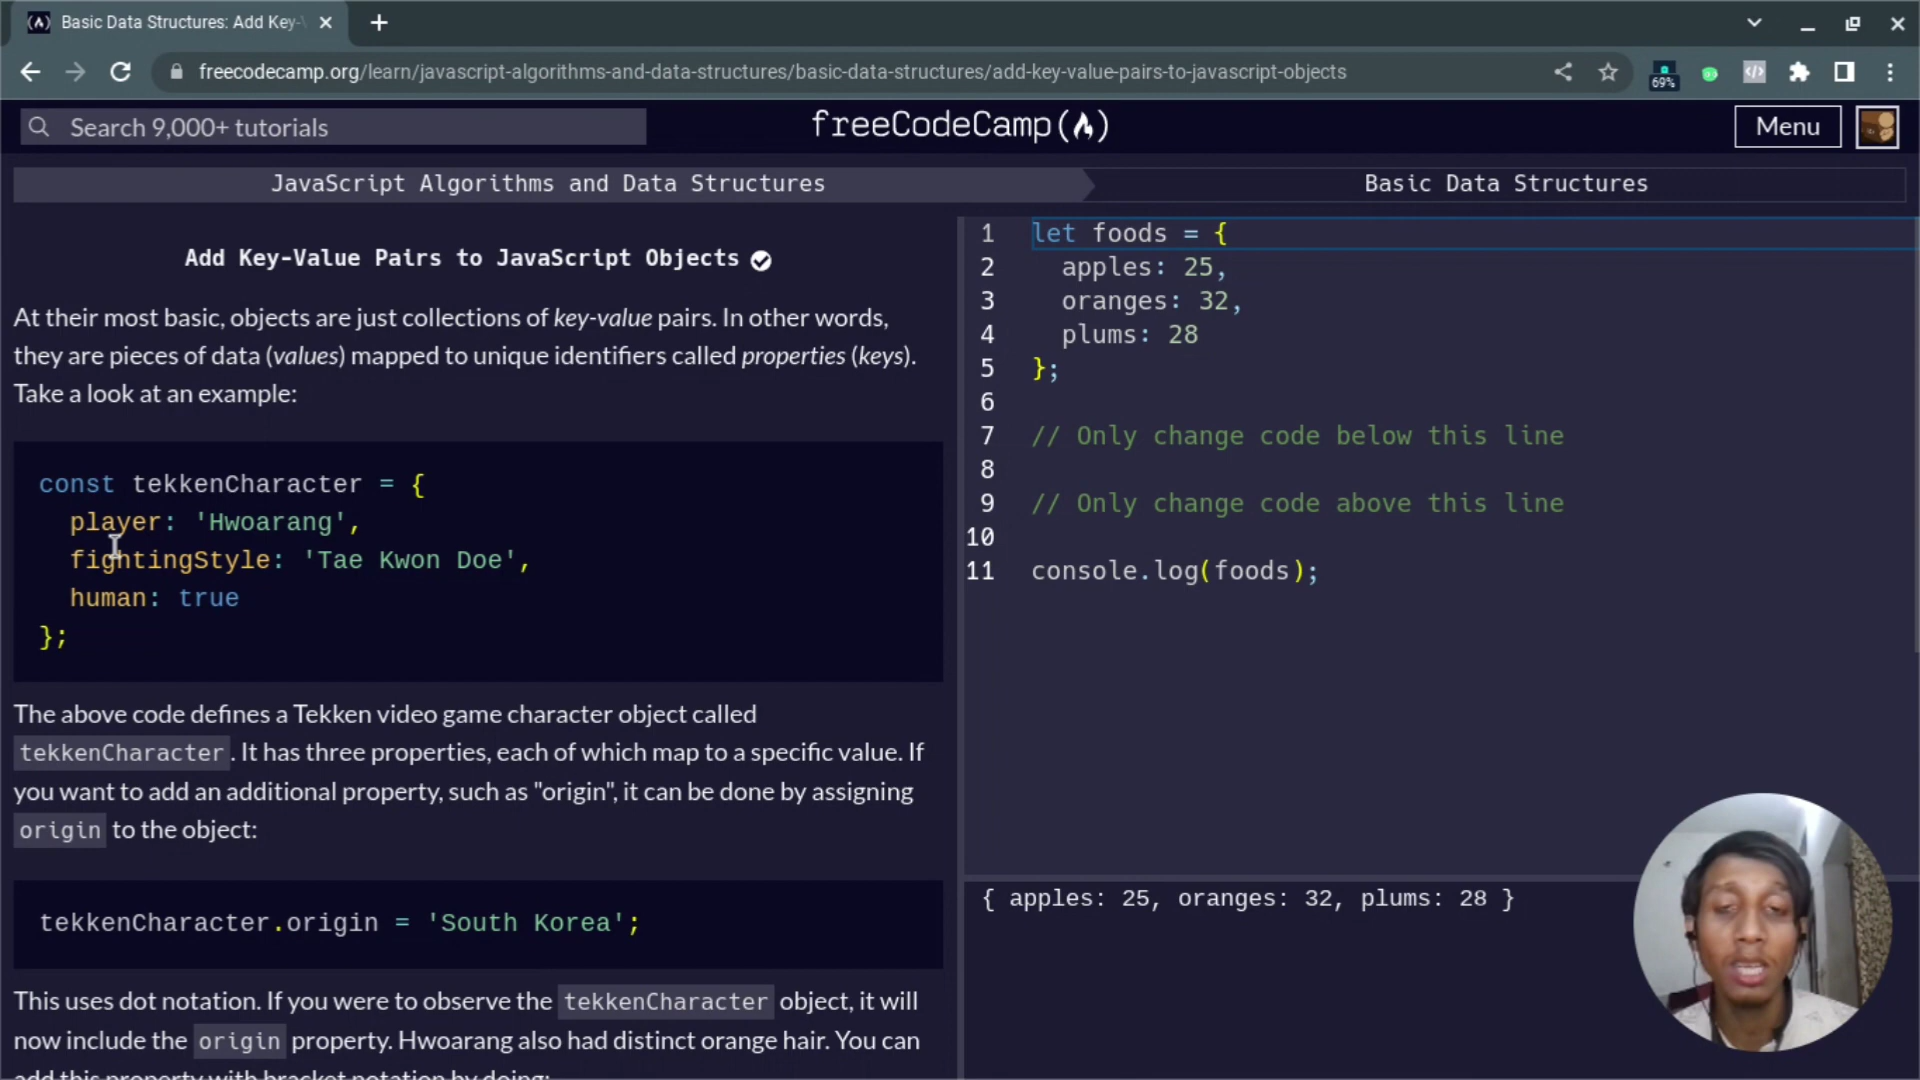 Basic Data Structures: Add Key-
freecodecamp.org/learn/javascript-algorithms-and-data-structures/basic-data-structures/add-key-value-pairs-to-javascript-objects
69%
Search 9,000+ tutorials
freeCodeCamp
Menu
JavaScript Algorithms and Data Structures
Basic Data Structures
Add Key-Value Pairs to JavaScript Objects
At their most basic, objects are just collections of key-value pairs. In other words,
they are pieces of data (values) mapped to unique identifiers called properties (keys).
Take a look at an example:
const tekkenCharacter = {
player: 'Hwoarang',
fightingStyle: 'Tae Kwon Doe',
human: true
};
The above code defines a Tekken video game character object called
tekkenCharacter. It has three properties, each of which map to a specific value. If
you want to add an additional property, such as "origin", it can be done by assigning
origin to the object:
tekkenCharacter.origin = 'South Korea';
This uses dot notation. If you were to observe the tekkenCharacter object, it will
now include the origin property. Hwoarang also had distinct orange hair. You can
add this property with bracket notation by doing:
1 let foods = {
2 apples: 25,
3 oranges: 32,
4 plums: 28
5 };
6
7 // Only change code below this line
8
9 // Only change code above this line
10
11 console.log(foods);
{ apples: 25, oranges: 32, plums: 28 }